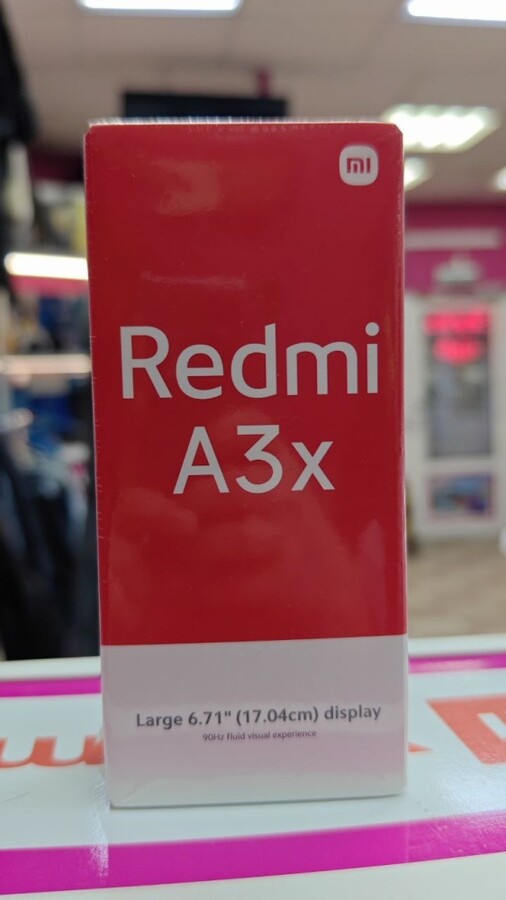 mi
Redmi
A3x
Large 6.71" (17.04cm) display
90Hz fluid visual experience